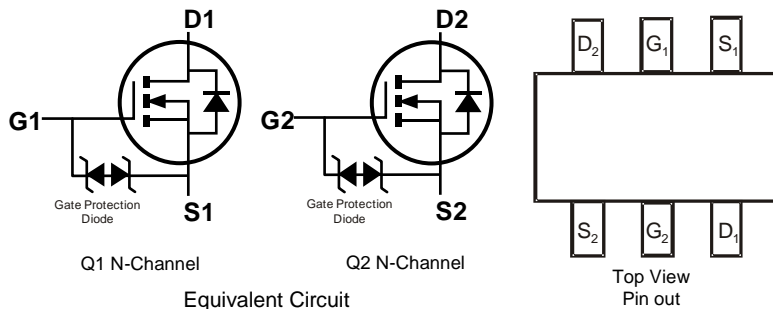 D1
G1
Gate Protection
Diode
S1
Q1 N-Channel
D2
G2
Gate Protection
Diode
S2
Q2 N-Channel
Equivalent Circuit
D₂ G₁ S₁
S₂ G₂ D₁
Top View
Pin out